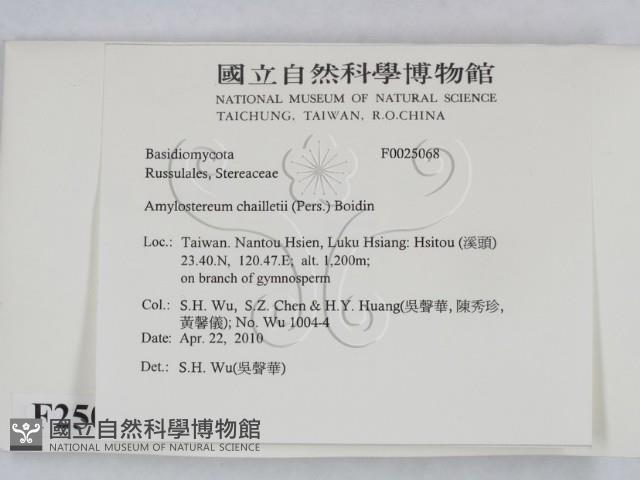 國立自然科學博物館
NATIONAL MUSEUM OF NATURAL SCIENCE
TAICHUNG, TAIWAN, R.O.CHINA
Basidiomycota F0025068
Russulales, Stereaceae
Amylostereum chailletii (Pers.) Boidin
Loc.: Taiwan. Nantou Hsien, Luku Hsiang: Hsitou (溪頭)
23.40.N, 120.47.E; alt. 1,200m;
on branch of gymnosperm
Col.: S.H. Wu, S.Z. Chen & H.Y. Huang(吳聲華, 陳秀珍,
黃馨儀); No. Wu 1004-4
Date: Apr. 22, 2010
Det.: S.H. Wu(吳聲華)
F250
國立自然科學博物館
NATIONAL MUSEUM OF NATURAL SCIENCE